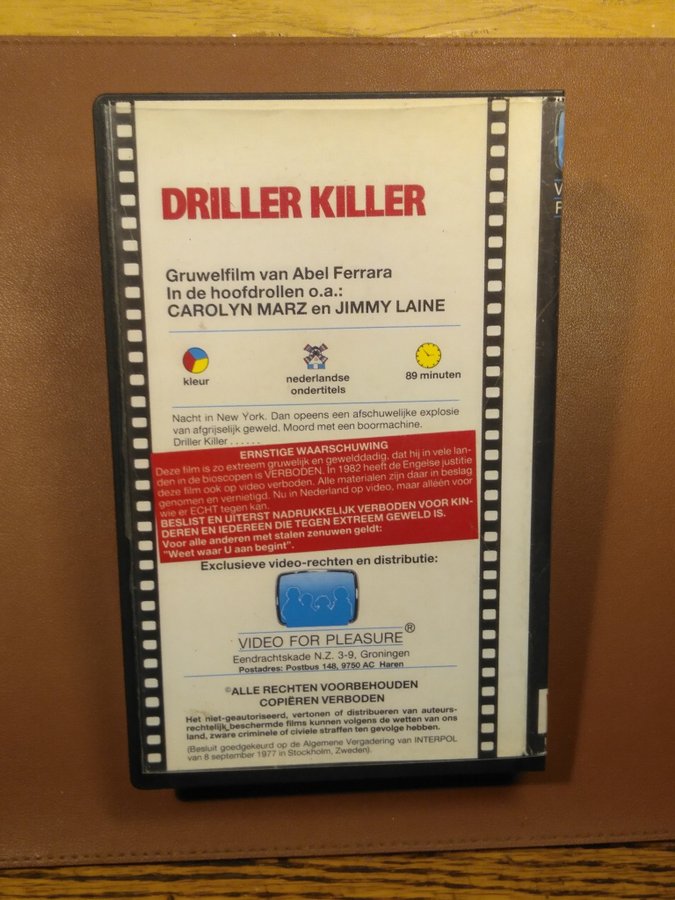 DRILLER KILLER
Gruwelfilm van Abel Ferrara
In de hoofdrollen o.a.:
CAROLYN MARZ en JIMMY LAINE
kleur
nederlandse
ondertitels
89 minuten
Nacht in New York. Dan opeens een afschuwelijke explosie
van afgrijselijk geweld. Moord met een boormachine.
Driller Killer . . . . . .
ERNSTIGE WAARSCHUWING
Deze film is zo extreem gruwelijk en gewelddadig, dat hij in vele lan-
den in de bioscopen is VERBODEN. In 1982 heeft de Engelse justitie
deze film ook op video verboden. Alle materialen zijn daar in beslag
genomen en vernietigd. Nu in Nederland op video, maar alléén voor
wie er ECHT tegen kan.
BESLIST EN UITERST NADRUKKELIJK VERBODEN VOOR KIN-
DEREN EN IEDEREEN DIE TEGEN EXTREEM GEWELD IS.
Voor alle anderen met stalen zenuwen geldt:
"Weet waar U aan begint".
Exclusieve video-rechten en distributie:
VIDEO FOR PLEASURE®
Eendrachtskade N.Z. 3-9, Groningen
Postadres: Postbus 148, 9750 AC Haren
©ALLE RECHTEN VOORBEHOUDEN
COPIËREN VERBODEN
Het niet-geautoriseerd, vertonen of distribueren van auteurs-
rechtelijk beschermde films kunnen volgens de wetten van ons
land, zware criminele of civiele straffen ten gevolge hebben.
(Besluit goedgekeurd op de Algemene Vergadering van INTERPOL
van 8 september 1977 in Stockholm, Zweden).